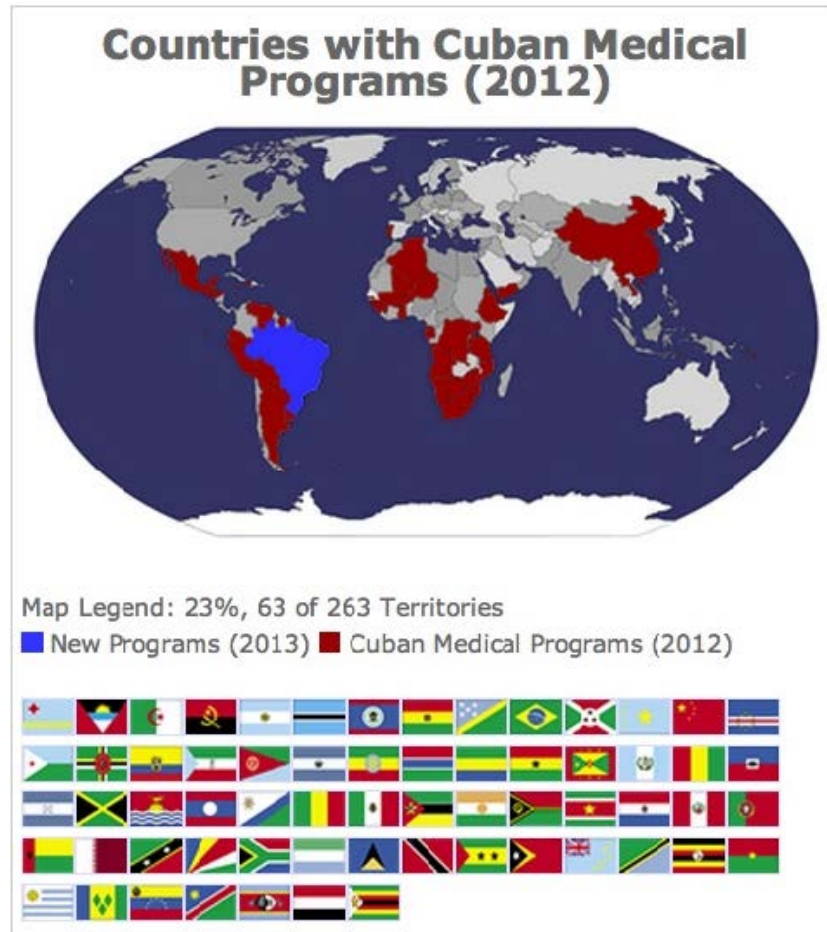 Countries with Cuban Medical
Programs (2012)
Map Legend: 23%, 63 of 263 Territories
New Programs (2013) Cuban Medical Programs (2012)